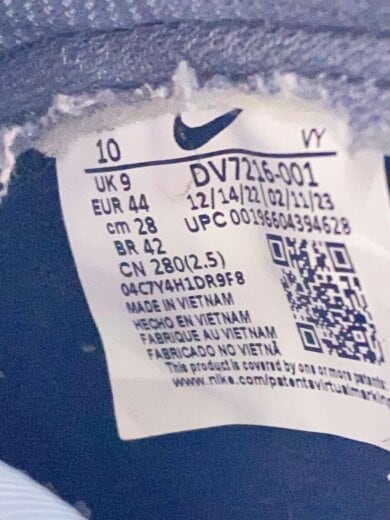 10 VY
UK 9 DV7216-001
EUR 44 12/14/22/02/11/23
cm 28 UPC 00196604394628
BR 42
CN 280(2.5)
04C7Y4H1DR9F8
MADE IN VIETNAM
HECHO EN VIETNAM
FABRIQUE AU VIETNAM
FABRICADO NO VIETNÃ
This product is covered by one or more patents
www.nike.com/patentsvirtualmarking